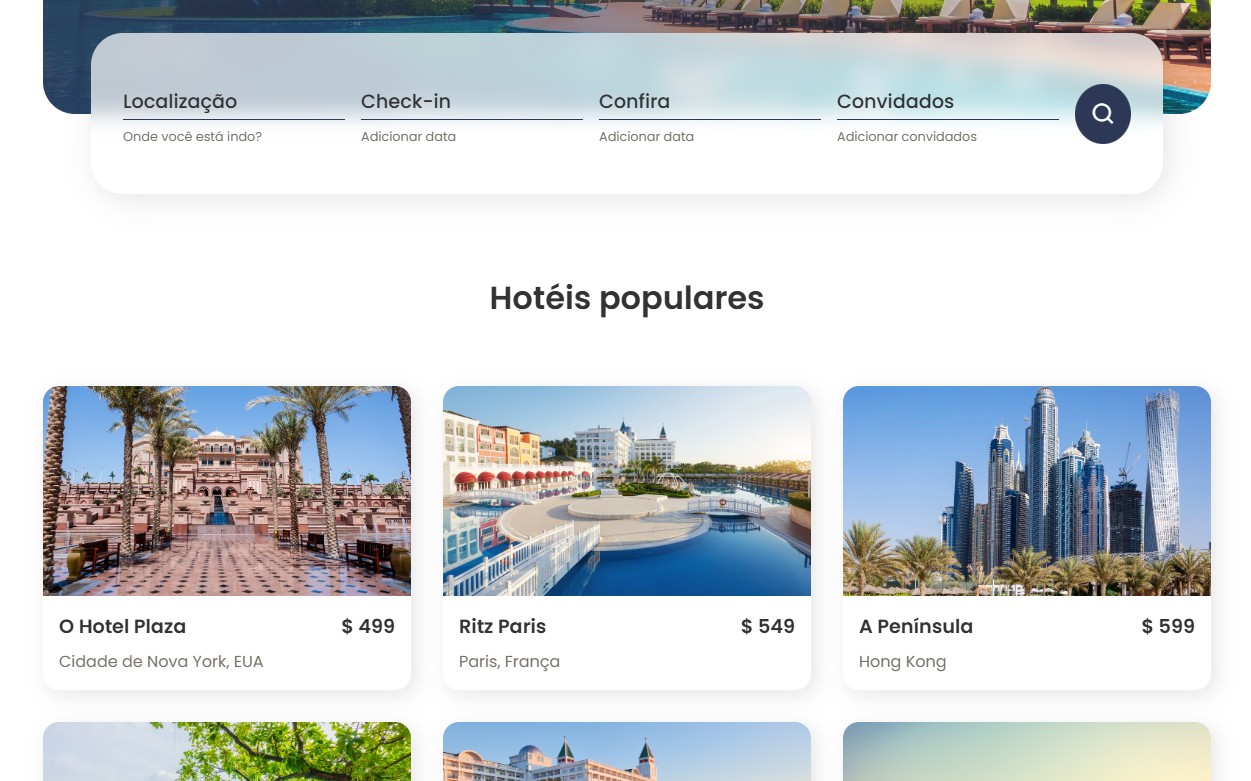 Localização
Check-in
Confira
Convidados
Onde você está indo?
Adicionar data
Adicionar data
Adicionar convidados
Hotéis populares
O Hotel Plaza
$ 499
Cidade de Nova York, EUA
Ritz Paris
$ 549
Paris, França
A Península
$ 599
Hong Kong